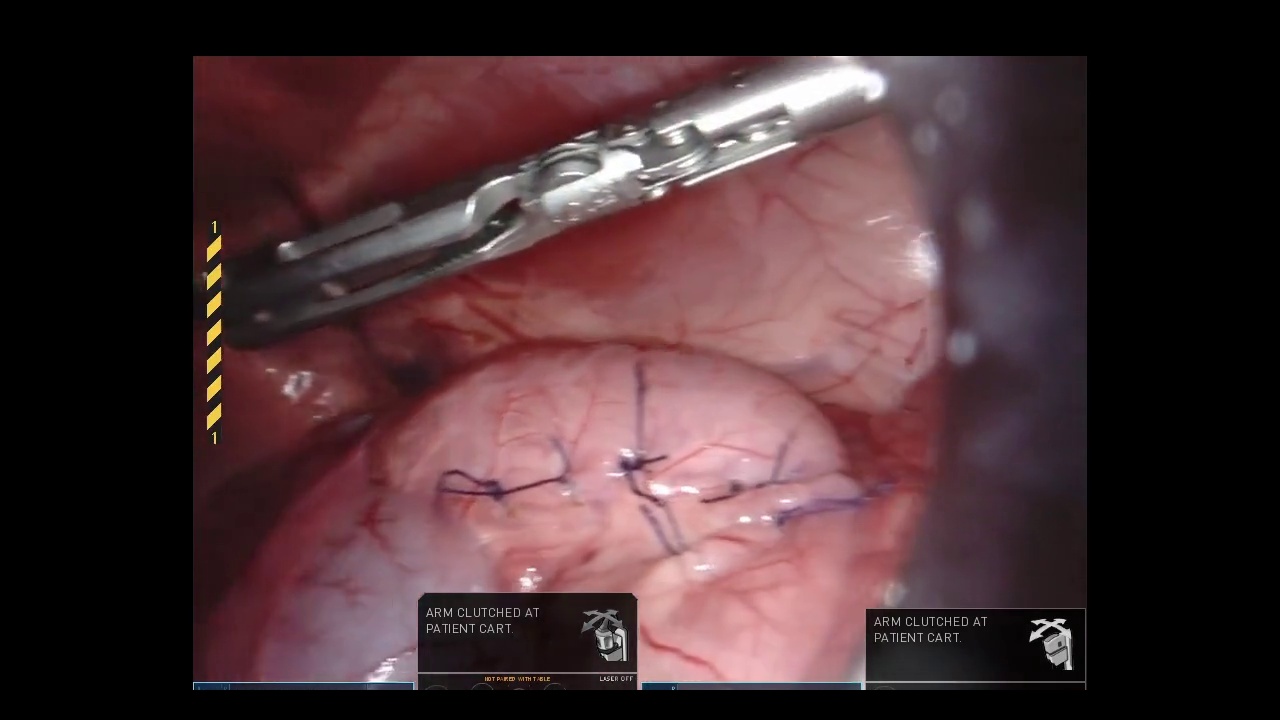 1
1
ARM CLUTCHED AT
PATIENT CART.
ARM CLUTCHED AT
PATIENT CART.
NOT PAIRED WITH TABLE
LASER OFF